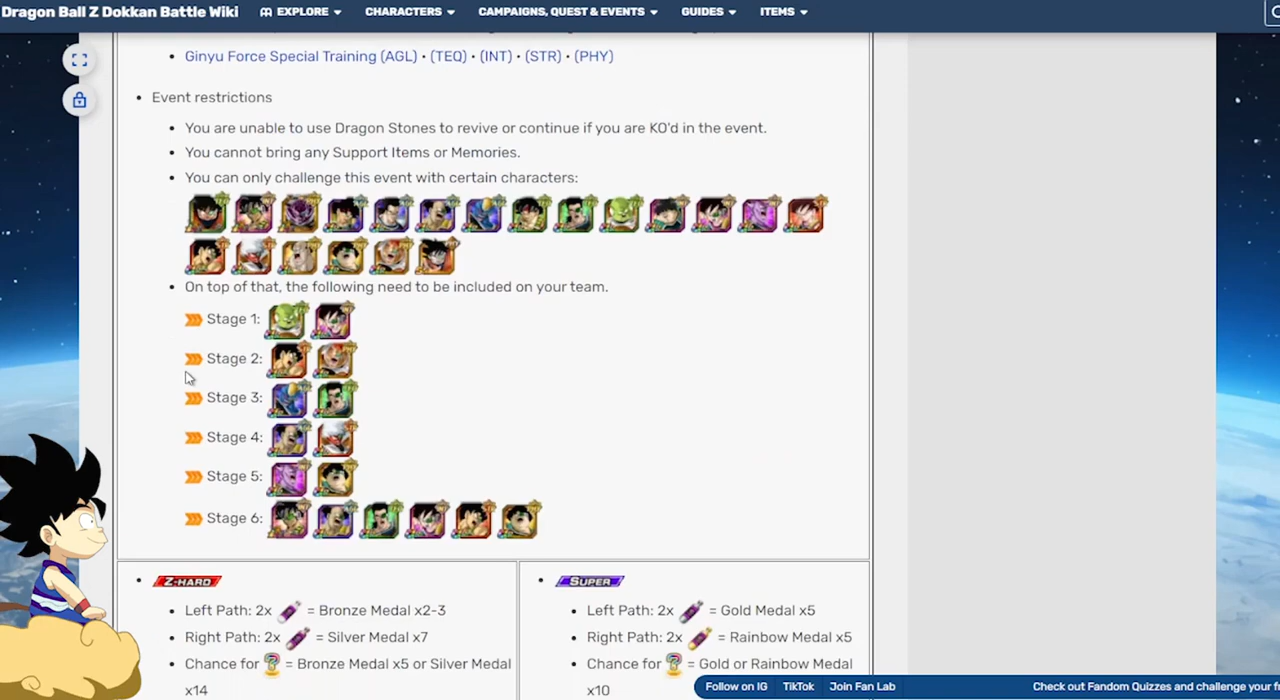 Dragon Ball Z Dokkan Battle Wiki
EXPLORE
CHARACTERS
CAMPAIGNS, QUEST & EVENTS
GUIDES
ITEMS
• Ginyu Force Special Training (AGL) • (TEQ) • (INT) • (STR) • (PHY)
• Event restrictions
• You are unable to use Dragon Stones to revive or continue if you are KO'd in the event.
• You cannot bring any Support Items or Memories.
• You can only challenge this event with certain characters:
• On top of that, the following need to be included on your team.
Stage 1:
Stage 2:
Stage 3:
Stage 4:
Stage 5:
Stage 6:
• Z-HARD
• Left Path: 2x = Bronze Medal x2-3
• Right Path: 2x = Silver Medal x7
• Chance for = Bronze Medal x5 or Silver Medal
x14
• SUPER
• Left Path: 2x = Gold Medal x5
• Right Path: 2x = Rainbow Medal x5
• Chance for = Gold or Rainbow Medal
x10
Follow on IG
TikTok
Join Fan Lab
Check out Fandom Quizzes and challenge your